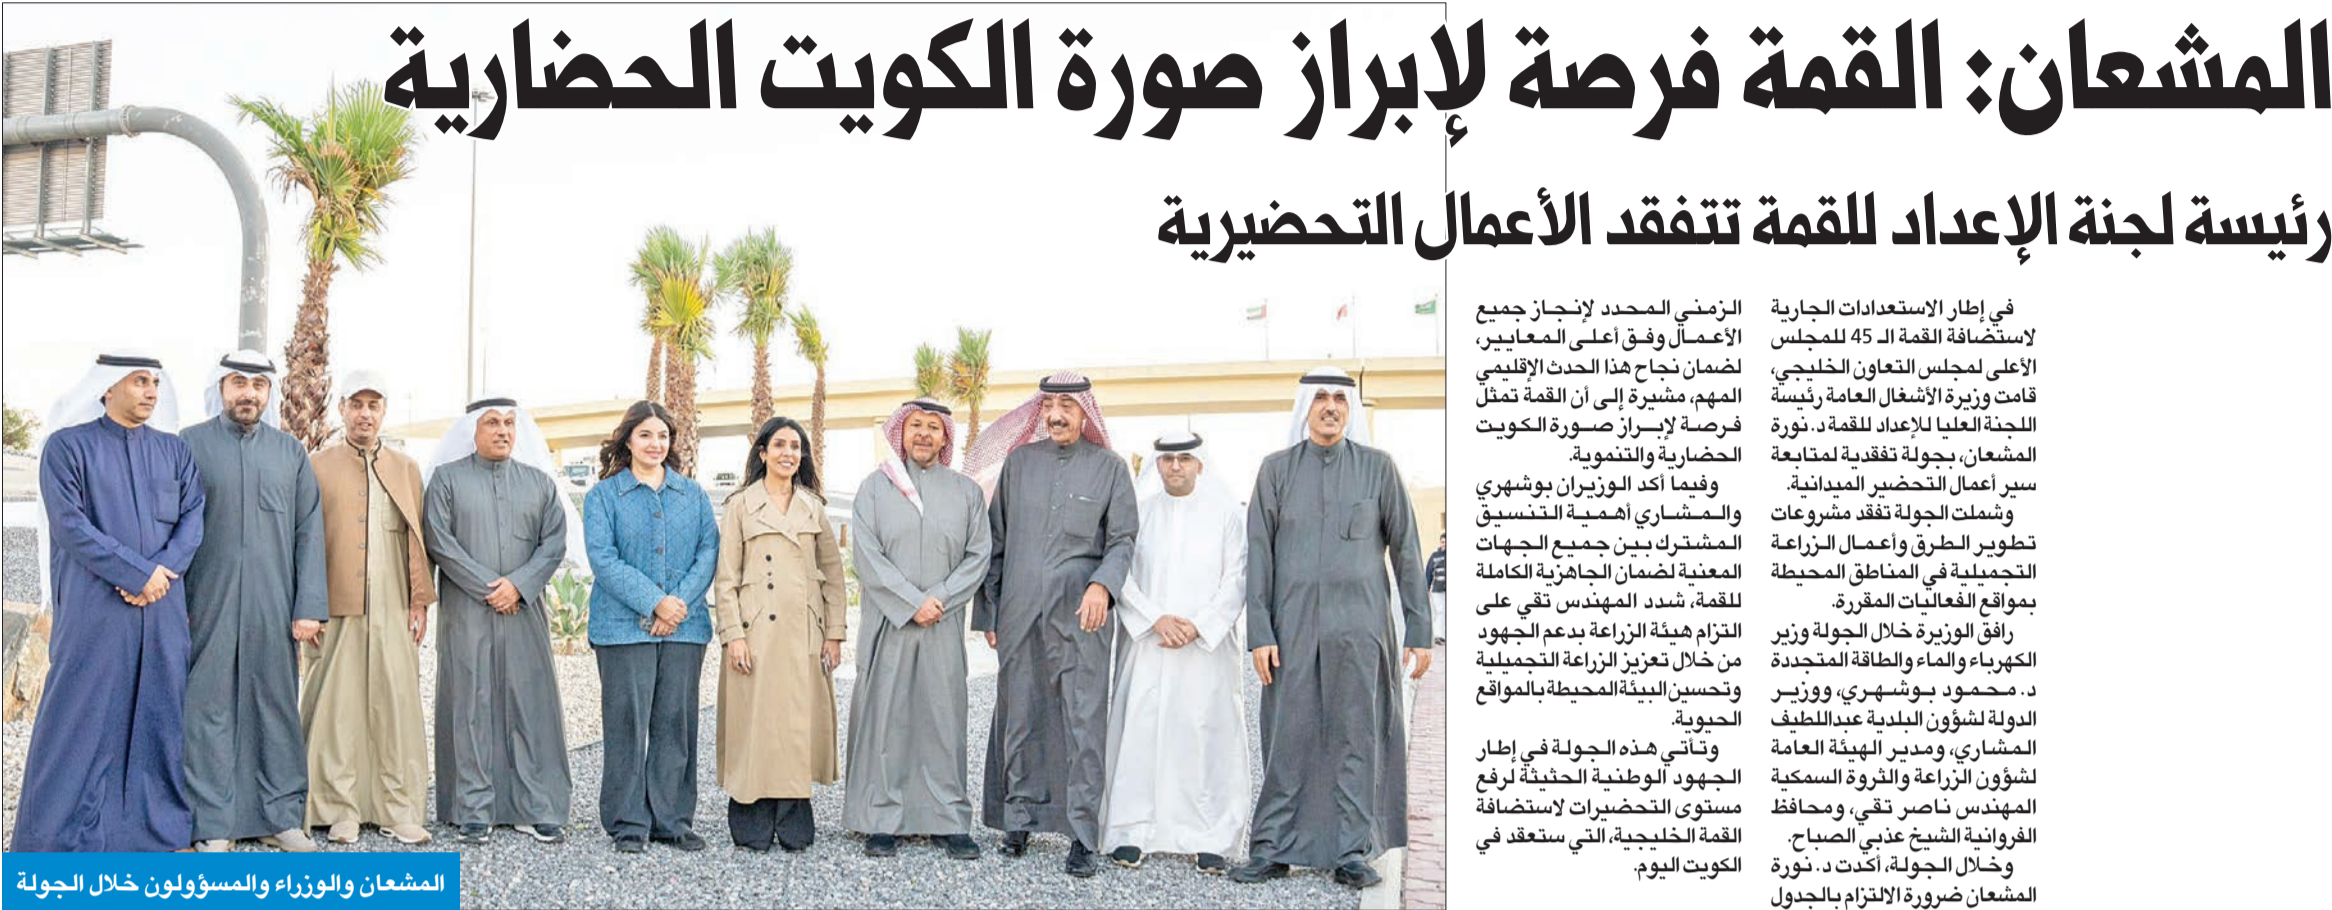 المشعان: القمة فرصة لإبراز صورة الكويت الحضارية
رئيسة لجنة الإعداد للقمة تتفقد الأعمال التحضيرية
في إطار الاستعدادات الجارية
لاستضافة القمة الـ 45 للمجلس
الأعلى لمجلس التعاون الخليجي،
قامت وزيرة الأشغال العامة رئيسة
اللجنة العليا للإعداد للقمة د. نورة
المشعان، بجولة تفقدية لمتابعة
سير أعمال التحضير الميدانية.
وشملت الجولة تفقد مشروعات
تطوير الطرق وأعمال الزراعة
التجميلية في المناطق المحيطة
بمواقع الفعاليات المقررة.
رافق الوزيرة خلال الجولة وزير
الكهرباء والماء والطاقة المتجددة
د. محمود بوشهري، ووزير
الدولة لشؤون البلدية عبداللطيف
المشاري، ومدير الهيئة العامة
لشؤون الزراعة والثروة السمكية
المهندس ناصر تقي، ومحافظ
الفروانية الشيخ عذبي الصباح.
وخلال الجولة، أكدت د. نورة
المشعان ضرورة الالتزام بالجدول
الزمني المحدد لإنجاز جميع
الأعمال وفق أعلى المعايير،
لضمان نجاح هذا الحدث الإقليمي
المهم، مشيرة إلى أن القمة تمثل
فرصة لإبراز صورة الكويت
الحضارية والتنموية.
وفيما أكد الوزيران بوشهري
والمشاري أهمية التنسيق
المشترك بين جميع الجهات
المعنية لضمان الجاهزية الكاملة
للقمة، شدد المهندس تقي على
التزام هيئة الزراعة بدعم الجهود
من خلال تعزيز الزراعة التجميلية
وتحسين البيئة المحيطة بالمواقع
الحيوية.
وتأتي هذه الجولة في إطار
الجهود الوطنية الحثيثة لرفع
مستوى التحضيرات لاستضافة
القمة الخليجية، التي ستعقد في
الكويت اليوم.
المشعان والوزراء والمسؤولون خلال الجولة